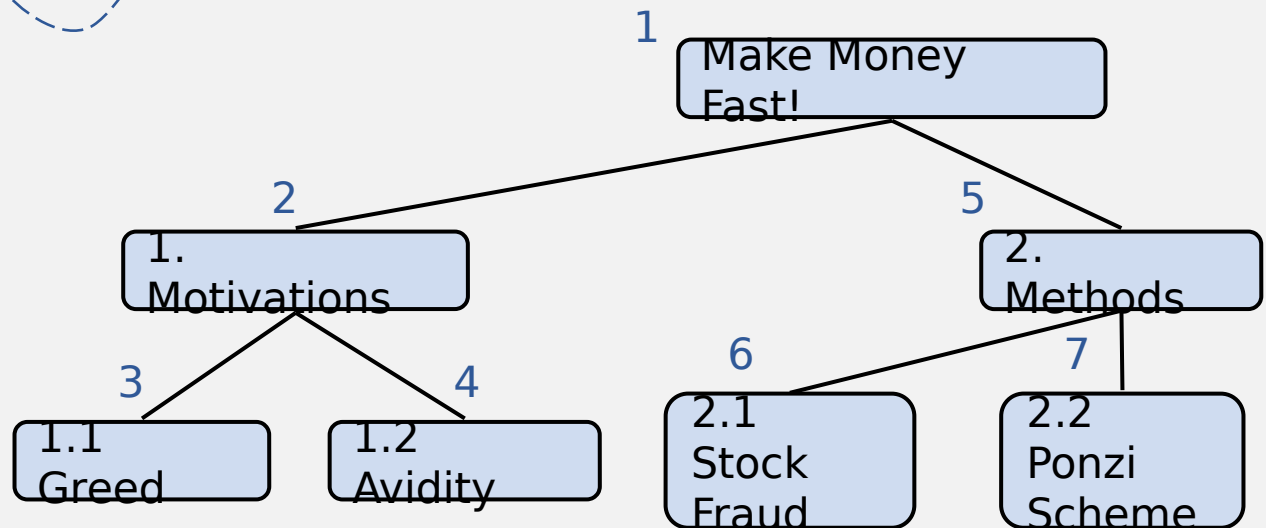 1
Make Money
Fast!
2
5
1.
Motivations
2.
Methods
3
4
6
7
1.1
Greed
1.2
Avidity
2.1
Stock
Fraud
2.2
Ponzi
Scheme